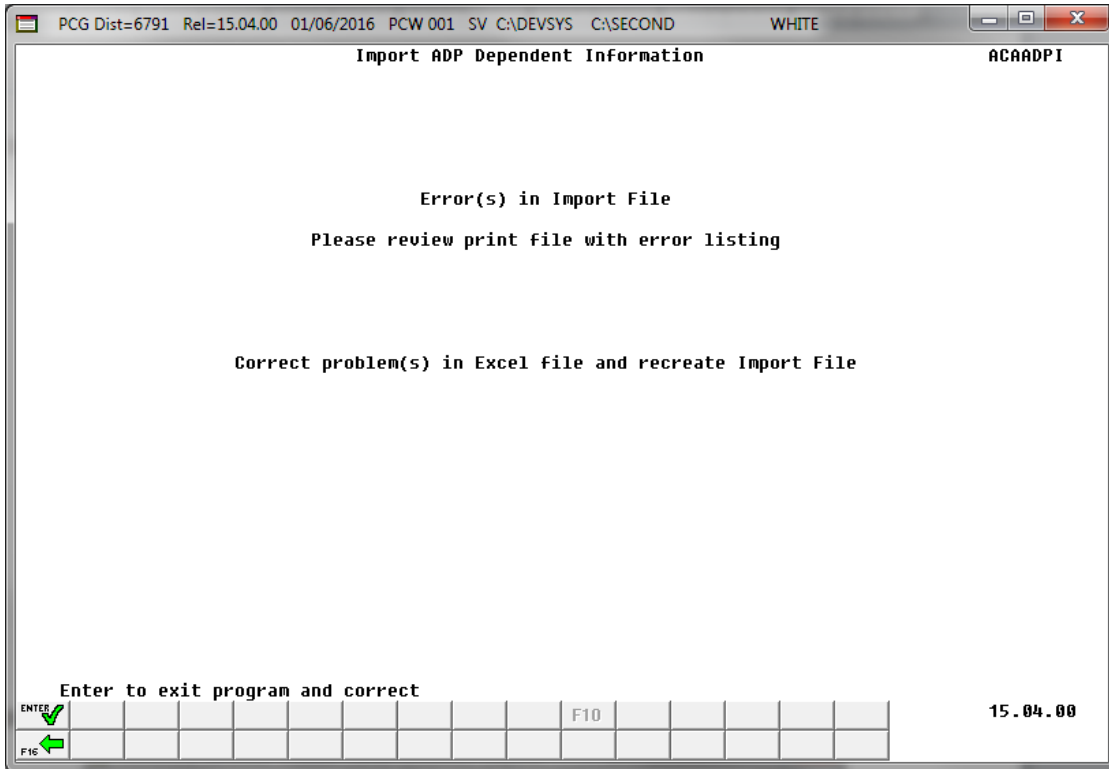 PCG Dist=6791 Rel=15.04.00 01/06/2016 PCW 001 SV C:\DEVSYS C:\SECOND WHITE
Import ADP Dependent Information ACAADPI
Error(s) in Import File
Please review print file with error listing
Correct problem(s) in Excel file and recreate Import File
Enter to exit program and correct
ENTER F10 15.04.00
F16